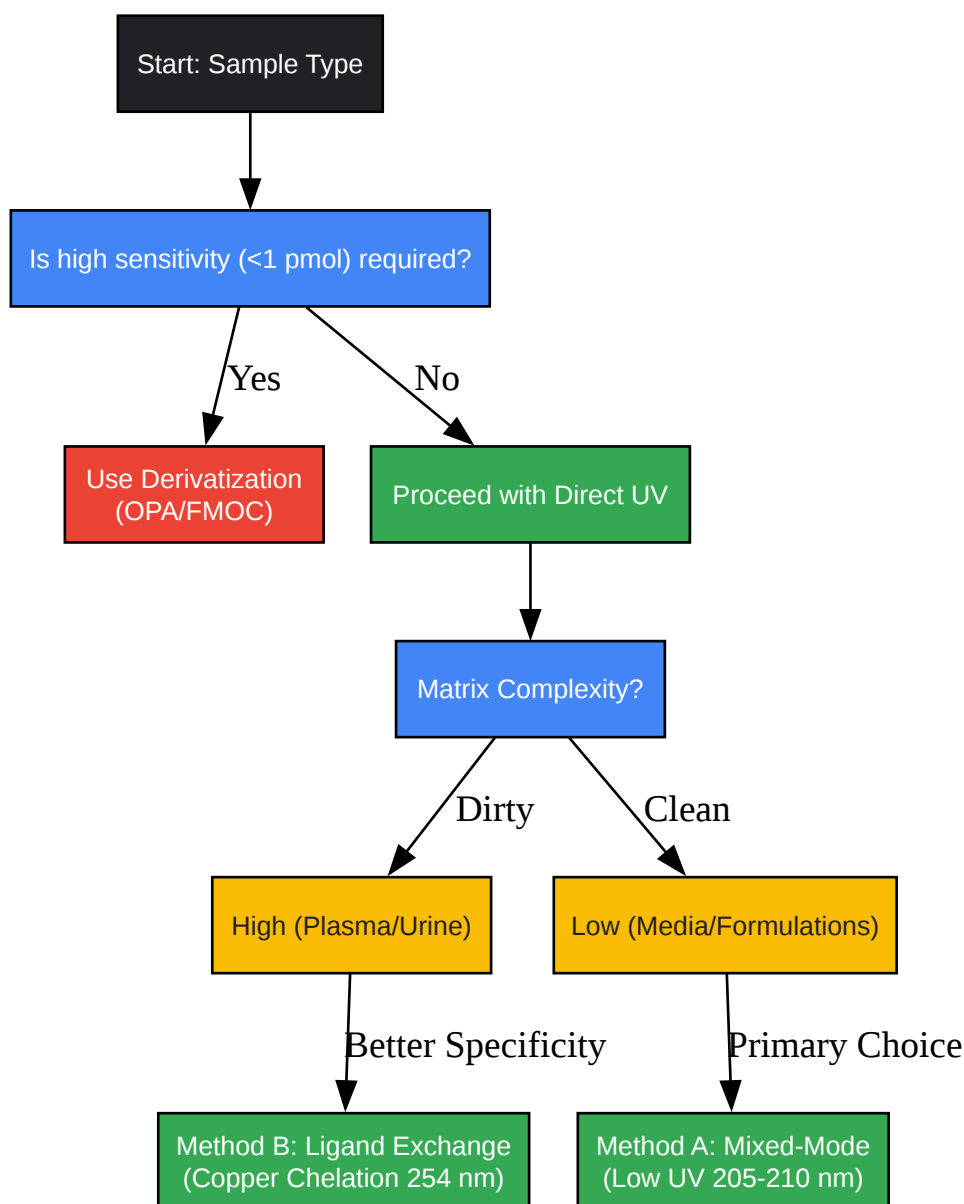 Start: Sample Type
Is high sensitivity (<1 pmol) required?
Yes
No
Use Derivatization
(OPA/FMOC)
Proceed with Direct UV
Matrix Complexity?
Dirty
Clean
High (Plasma/Urine)
Low (Media/Formulations)
Better Specificity
Primary Choice
Method B: Ligand Exchange
(Copper Chelation 254 nm)
Method A: Mixed-Mode
(Low UV 205-210 nm)